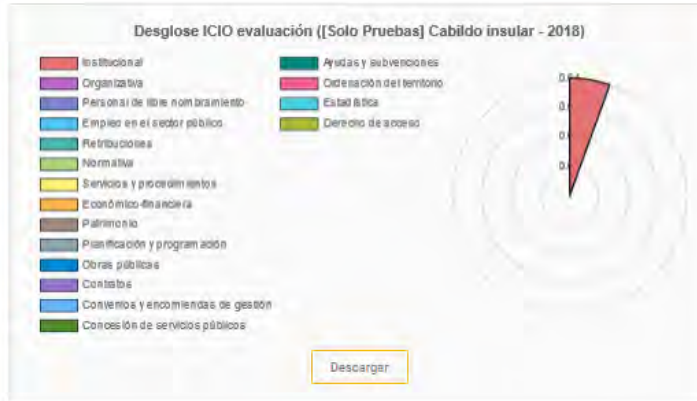 Desglose ICIO evaluación ([Solo Pruebas] Cabildo insular - 2018)
Institucional
Organizativa
Personal de libre nombramiento
Empleo en el sector público
Retribuciones
Normativa
Servicios y procedimientos
Económico-financiera
Patrimonio
Planificación y programación
Obras públicas
Contratos
Convenios y encomiendas de gestión
Concesión de servicios públicos
Ayudas y subvenciones
Ordenación del territorio
Estadística
Derecho de acceso
Descargar